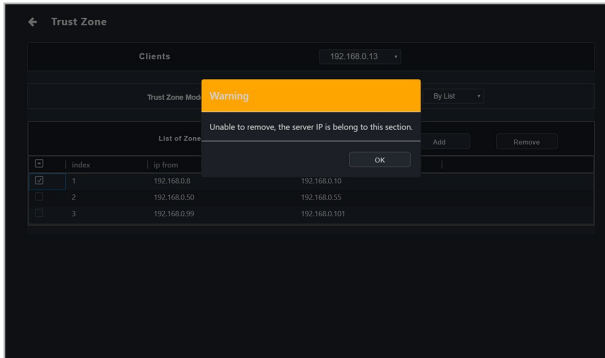 Trust Zone
Clients 192.168.0.13
Trust Zone Mod By List
Warning
Unable to remove, the server IP is belong to this section.
OK
List of Zone Add Remove
index ip from
1 192.168.0.8 192.168.0.10
2 192.168.0.50 192.168.0.55
3 192.168.0.99 192.168.0.101